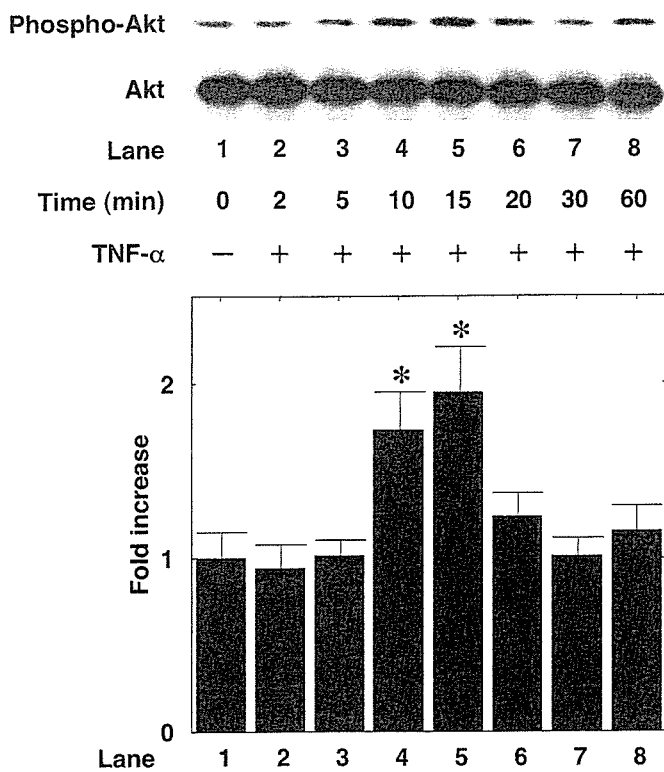 Phospho-Akt
Akt
Lane 1 2 3 4 5 6 7 8
Time (min) 0 2 5 10 15 20 30 60
TNF-α − + + + + + + +
2
1
0
Fold increase
* *
Lane 1 2 3 4 5 6 7 8